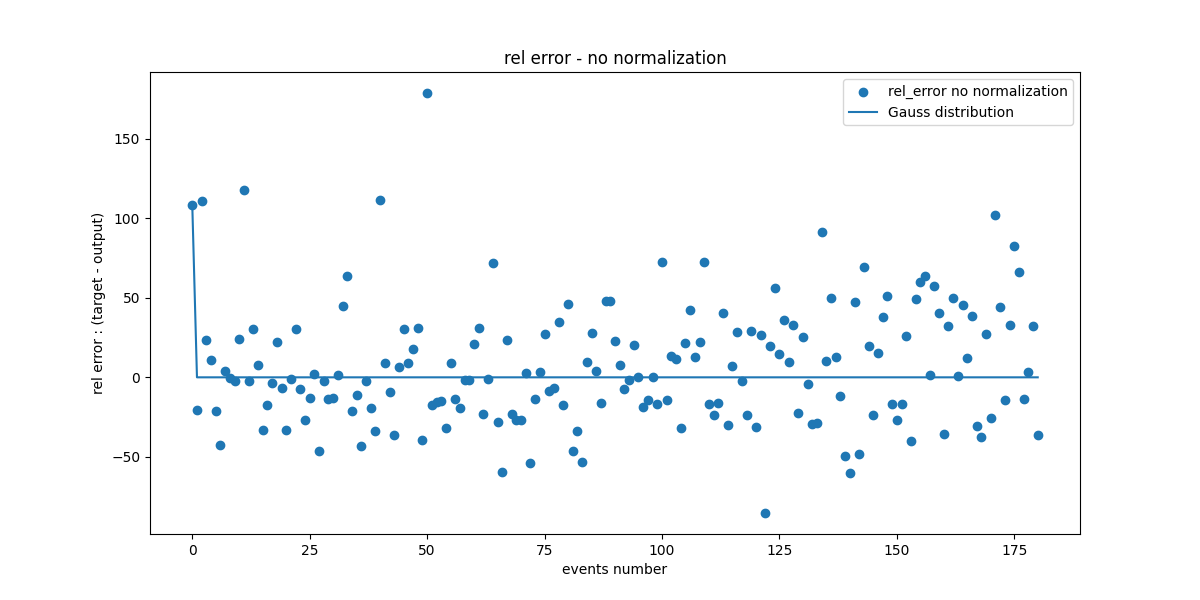 rel error - no normalization
rel_error no normalization
Gauss distribution
rel error : (target - output)
150
100
50
0
−50
0 25 50 75 100 125 150 175
events number